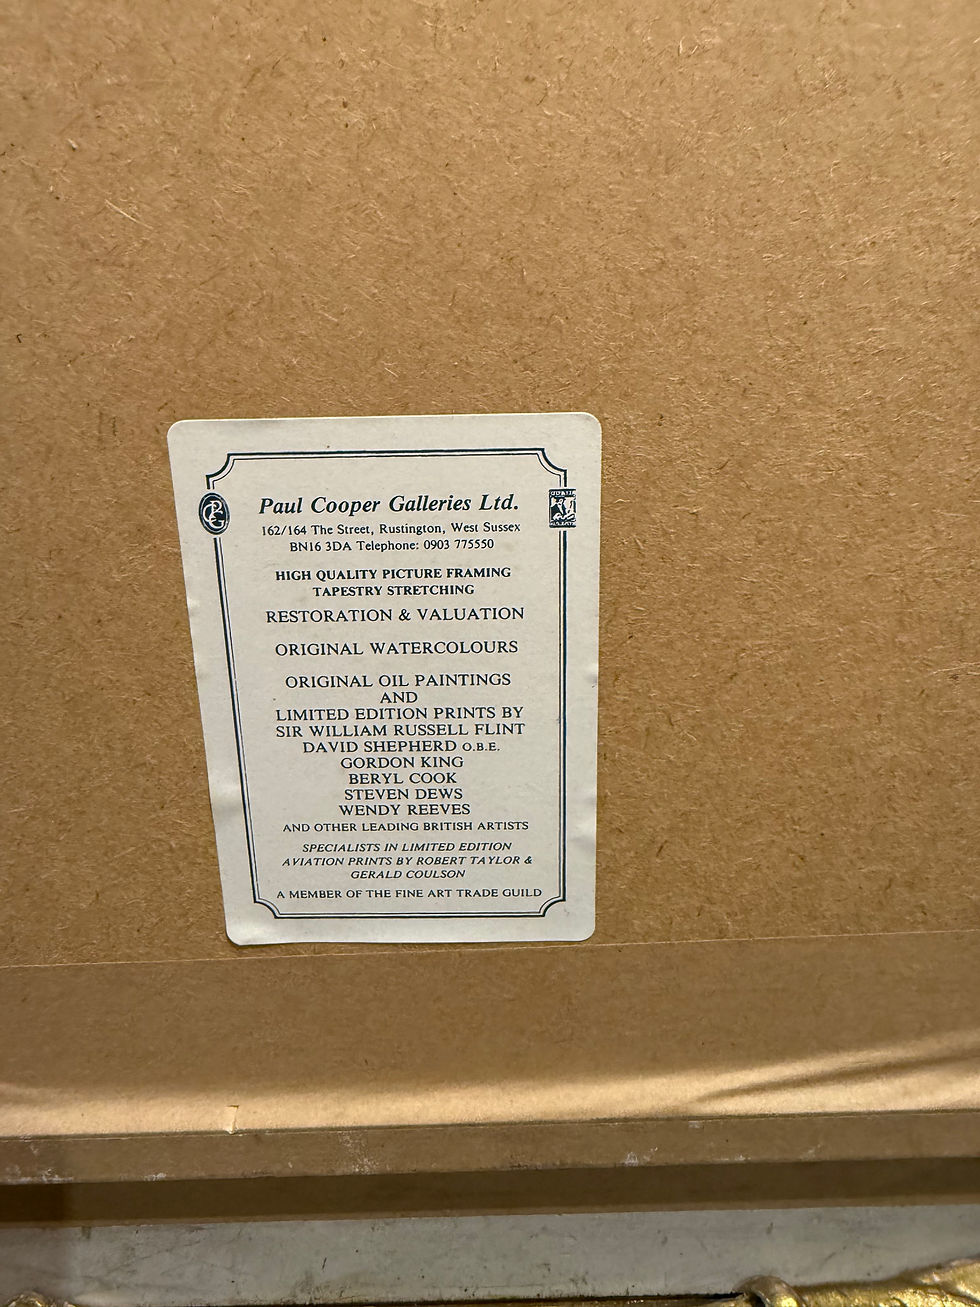 Paul Cooper Galleries Ltd.
162/164 The Street, Rustington, West Sussex
BN16 3DA Telephone: 0903 775550
HIGH QUALITY PICTURE FRAMING
TAPESTRY STRETCHING
RESTORATION & VALUATION
ORIGINAL WATERCOLOURS
ORIGINAL OIL PAINTINGS
AND
LIMITED EDITION PRINTS BY
SIR WILLIAM RUSSELL FLINT
DAVID SHEPHERD O.B.E.
GORDON KING
BERYL COOK
STEVEN DEWS
WENDY REEVES
AND OTHER LEADING BRITISH ARTISTS
SPECIALISTS IN LIMITED EDITION
AVIATION PRINTS BY ROBERT TAYLOR &
GERALD COULSON
A MEMBER OF THE FINE ART TRADE GUILD